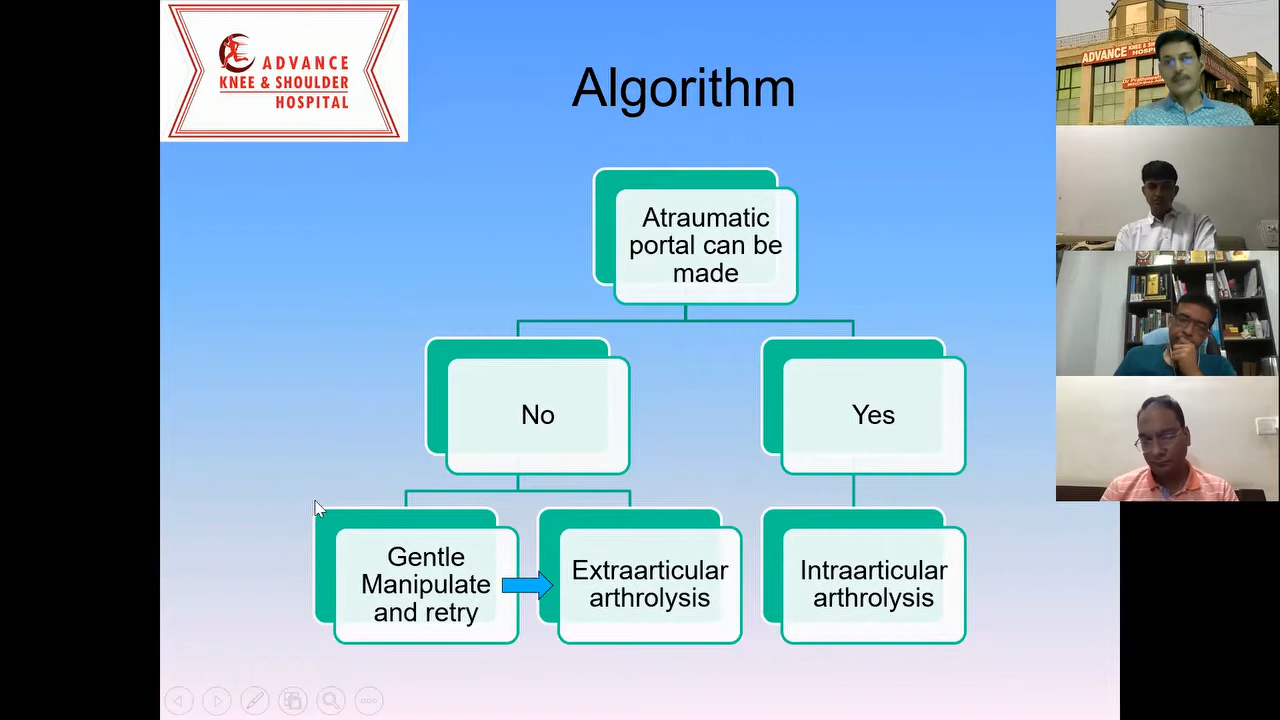 ADVANCE
KNEE & SHOULDER
HOSPITAL
Algorithm
Atraumatic
portal can be
made
No
Yes
Gentle
Manipulate
and retry
Extraarticular
arthrolysis
Intraarticular
arthrolysis
ADVANCE